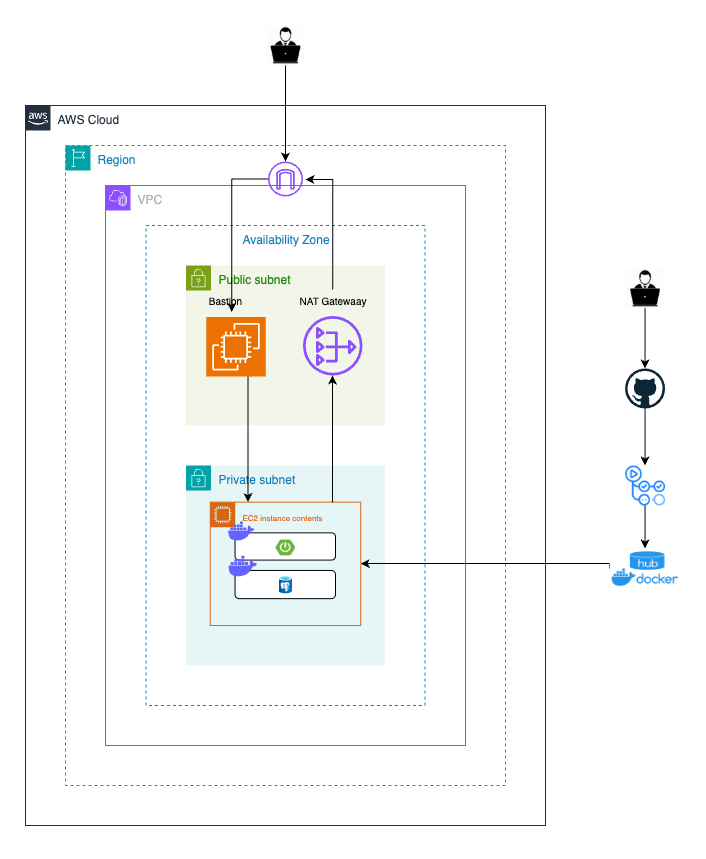 aws
AWS Cloud
Region
VPC
Availability Zone
Public subnet
Bastion
NAT Gatewaay
Private subnet
EC2 instance contents
hub
docker